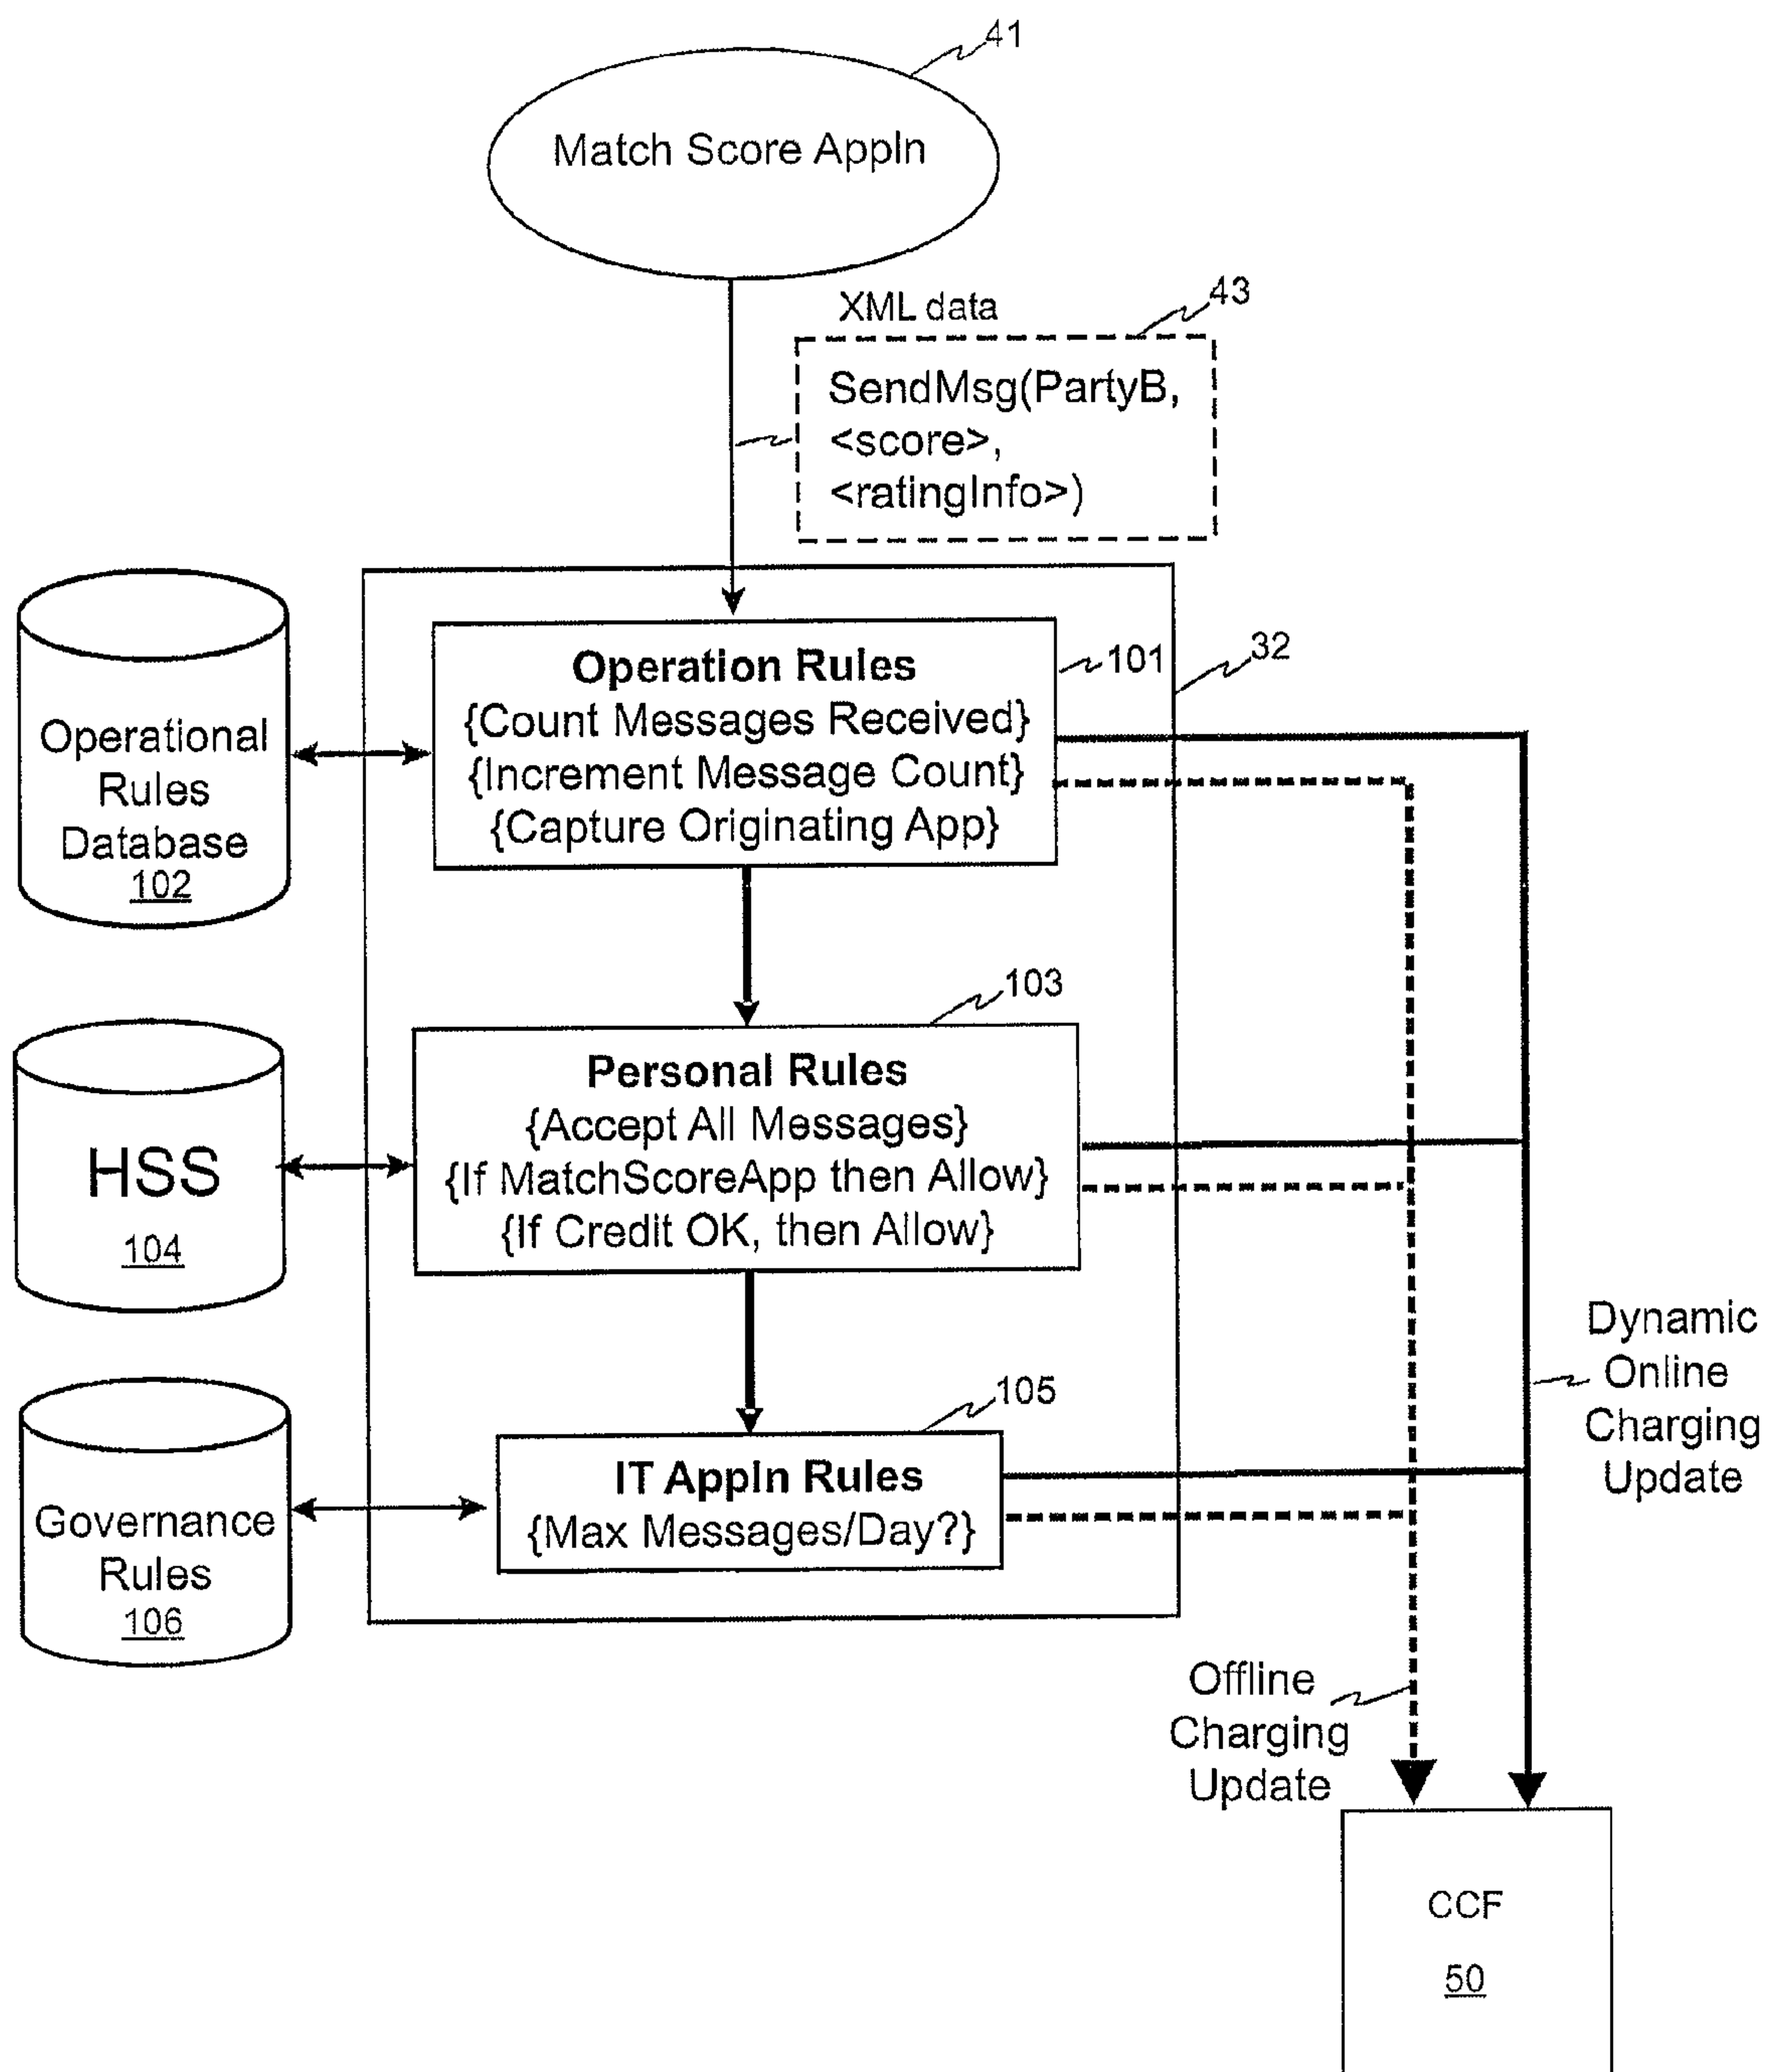 41
Match Score Appln
XML data
43
SendMsg(PartyB,
<score>,
<ratingInfo>)
32
101
Operation Rules
{Count Messages Received}
{Increment Message Count}
{Capture Originating App}
Operational
Rules
Database
102
103
Personal Rules
{Accept All Messages}
{If MatchScoreApp then Allow}
{If Credit OK, then Allow}
HSS
104
105
IT Appln Rules
{Max Messages/Day?}
Governance
Rules
106
Dynamic
Online
Charging
Update
Offline
Charging
Update
CCF
50